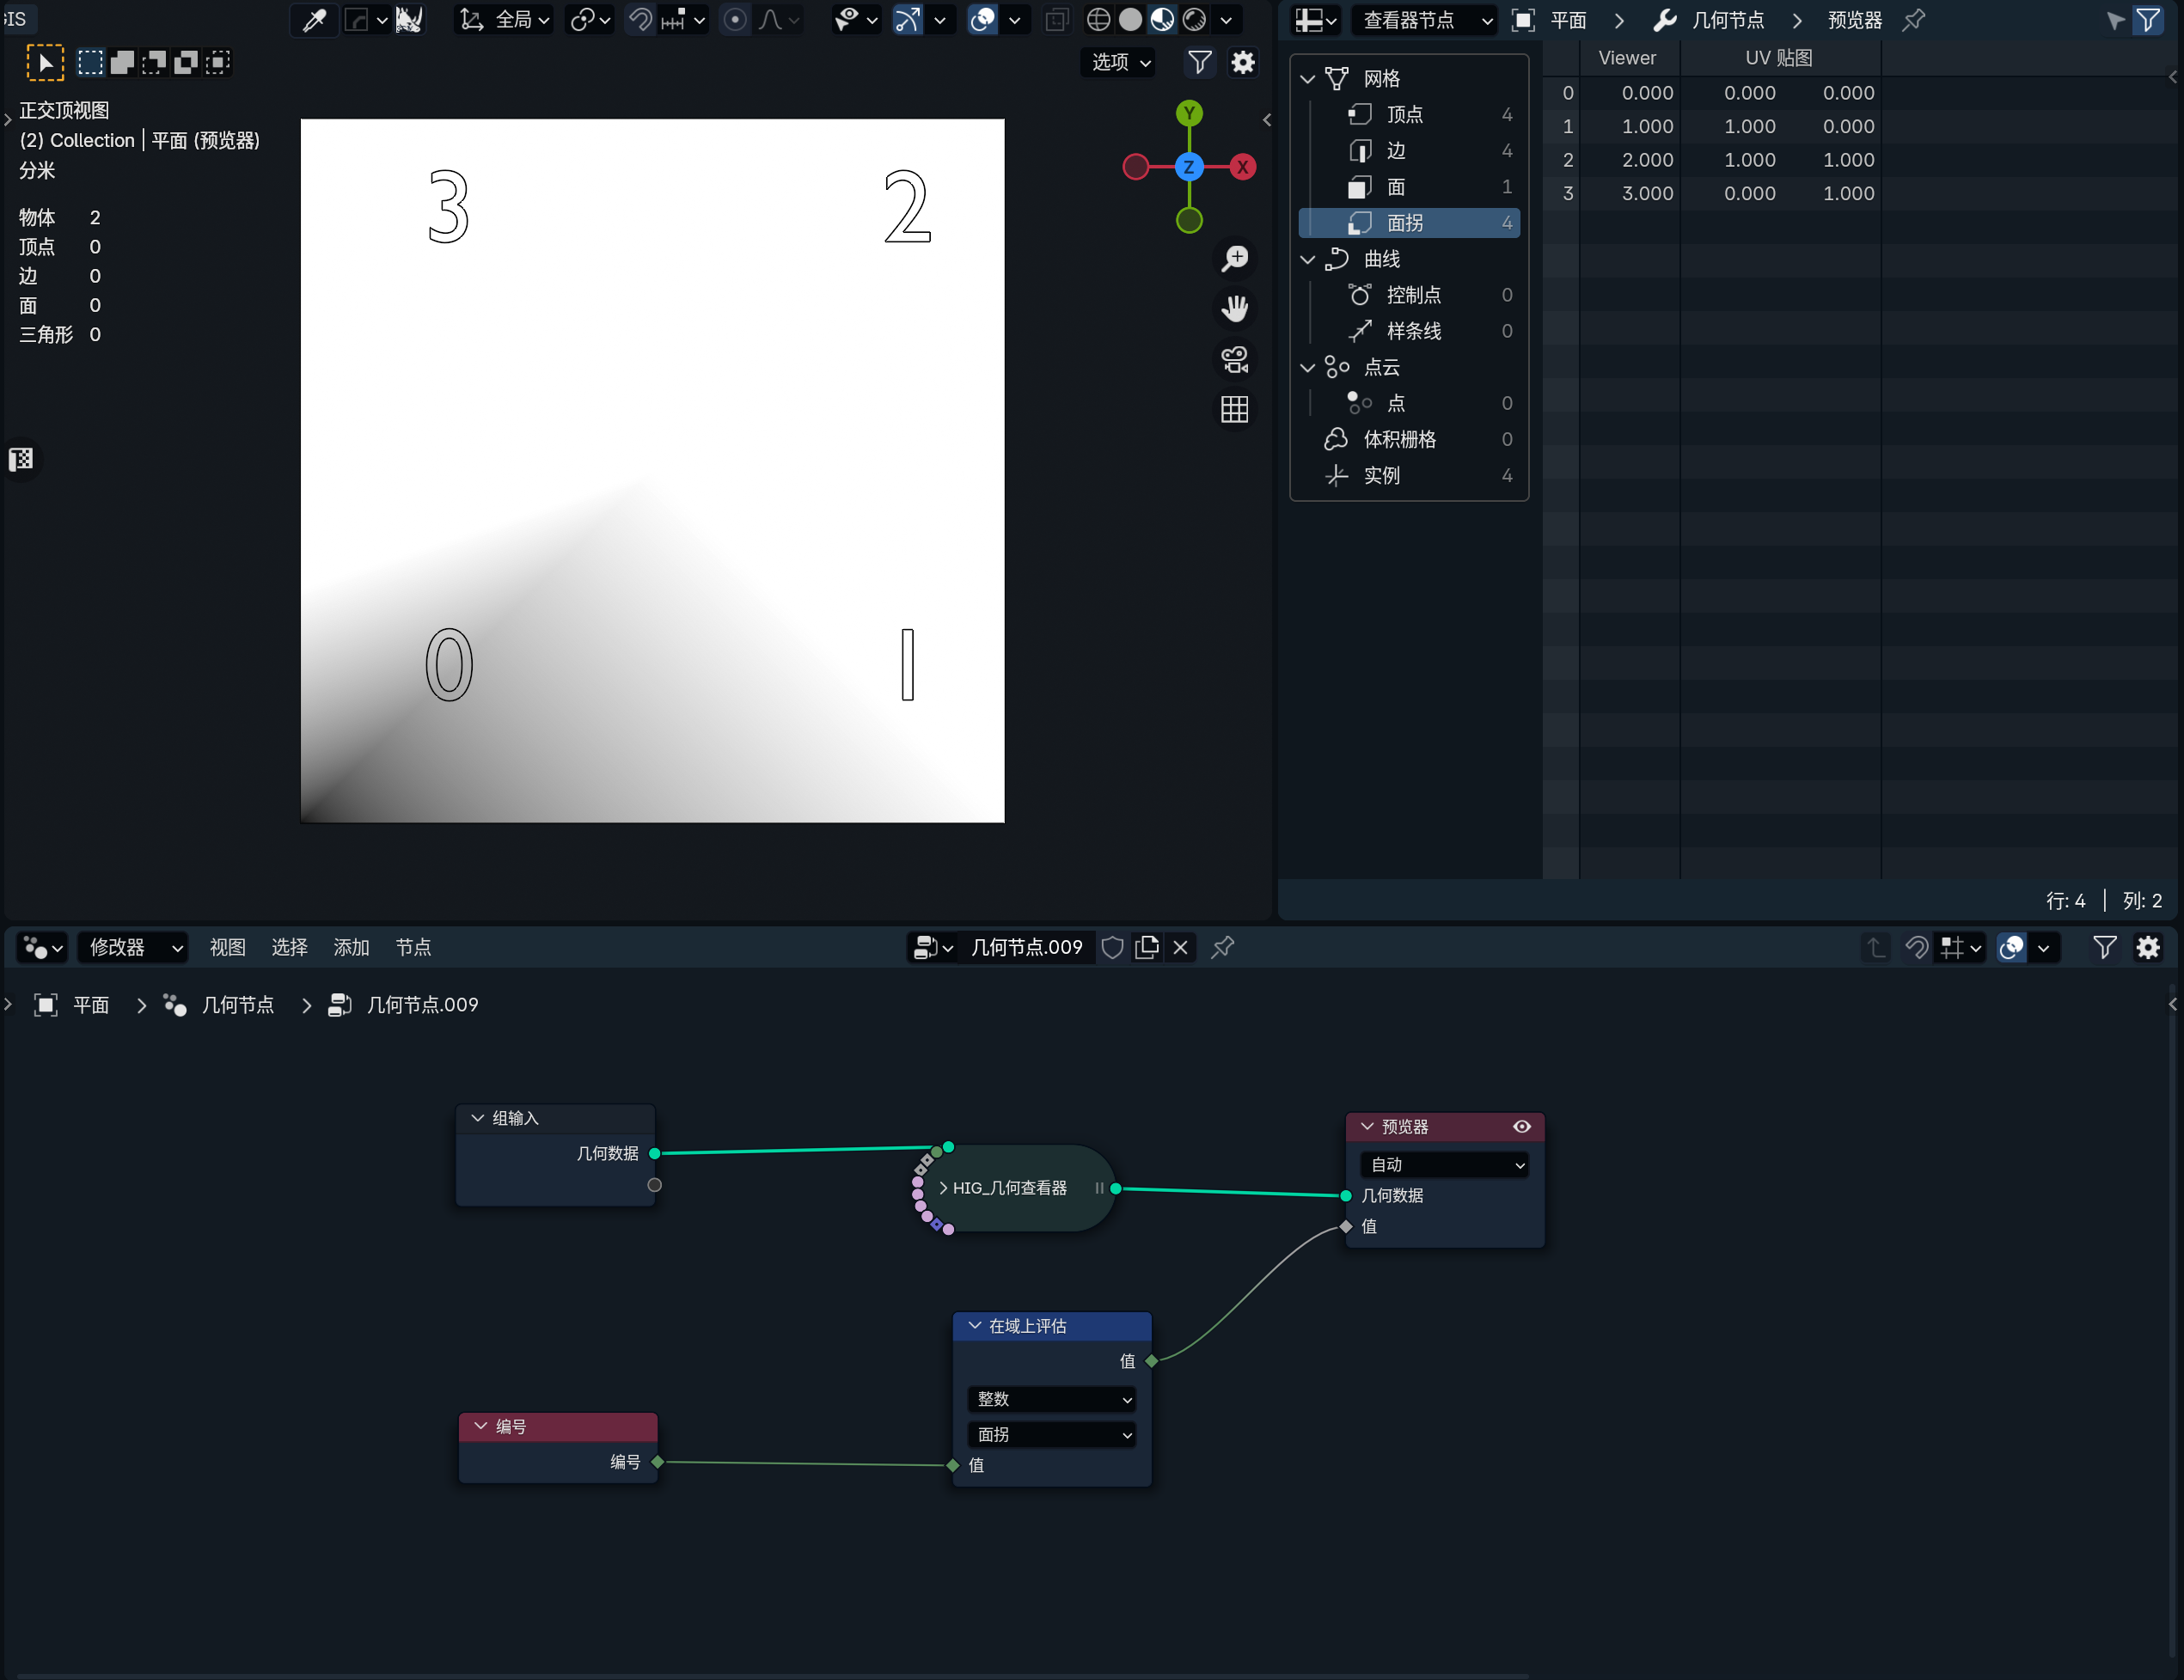 GIS
全局
选项
正交顶视图
(2) Collection | 平面 (预览器)
分米
物体 2
顶点 0
边 0
面 0
三角形 0
3
2
0
1
Y
Z
X
查看器节点
平面
几何节点
预览器
网格
顶点 4
边 4
面 1
面拐 4
曲线
控制点 0
样条线 0
点云
点 0
体积栅格 0
实例 4
Viewer UV 贴图
0 0.000 0.000 0.000
1 1.000 1.000 0.000
2 2.000 1.000 1.000
3 3.000 0.000 1.000
行: 4 | 列: 2
修改器 视图 选择 添加 节点
几何节点.009
平面
几何节点
几何节点.009
组输入
几何数据
HIG_几何查看器
预览器
自动
几何数据
值
在域上评估
值
整数
面拐
值
编号
编号